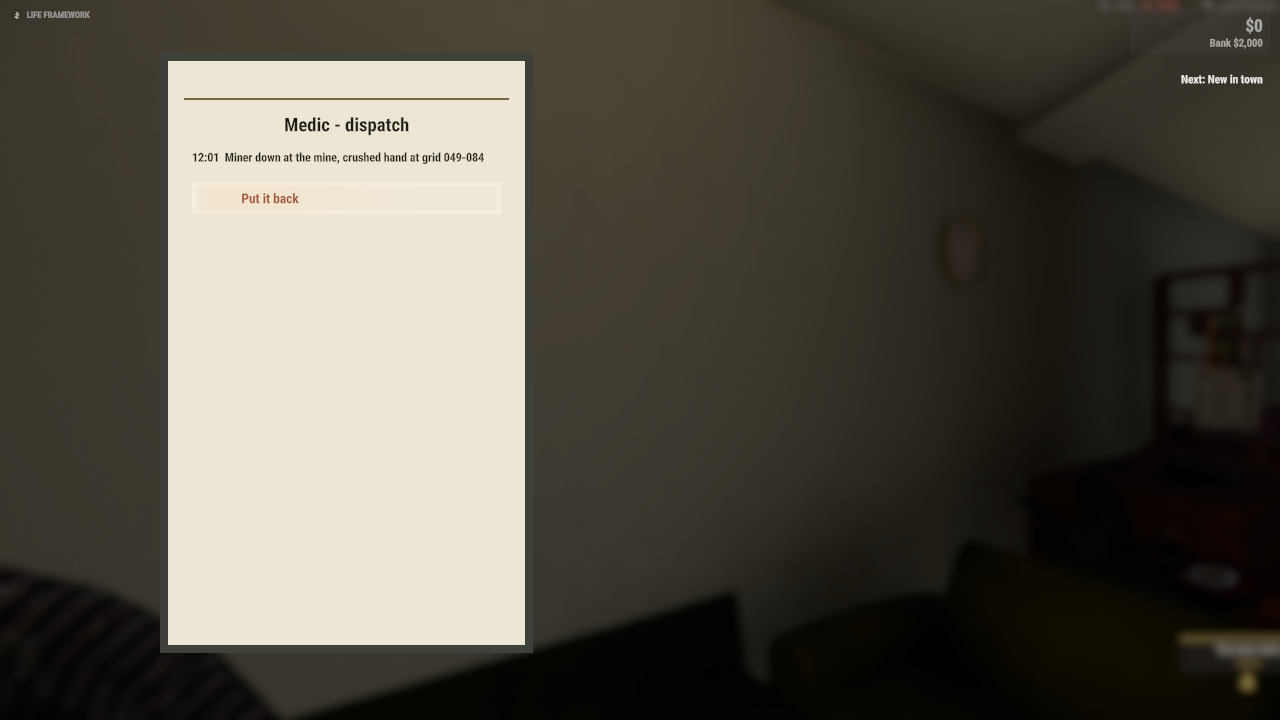 LIFE FRAMEWORK
$0
Bank $2,000
Next: New in town
Medic - dispatch
12:01 Miner down at the mine, crushed hand at grid 049-084
Put it back